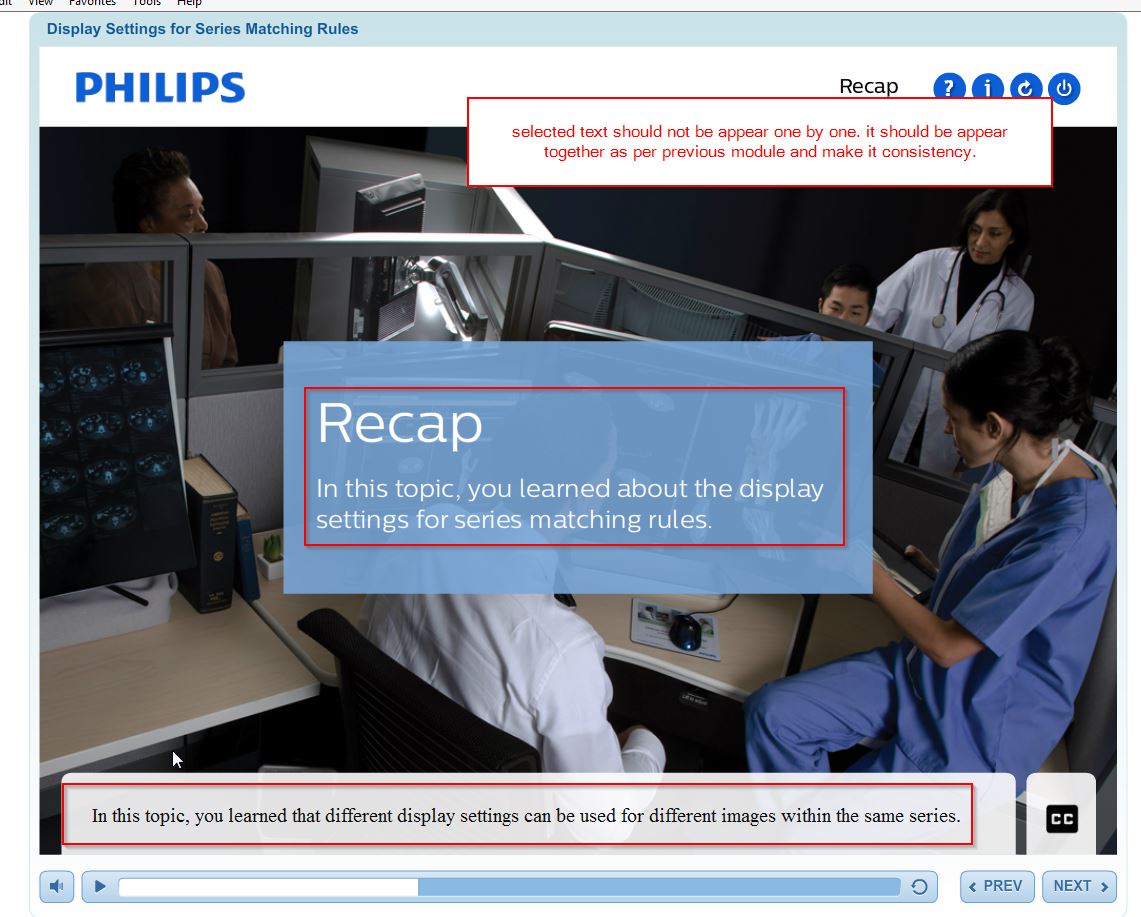 dit View Favorites Tools Help
Display Settings for Series Matching Rules
PHILIPS
Recap
? i
selected text should not be appear one by one. it should be appear
together as per previous module and make it consistency.
Recap
In this topic, you learned about the display
settings for series matching rules.
PHILIPS
In this topic, you learned that different display settings can be used for different images within the same series.
CC
PREV
NEXT